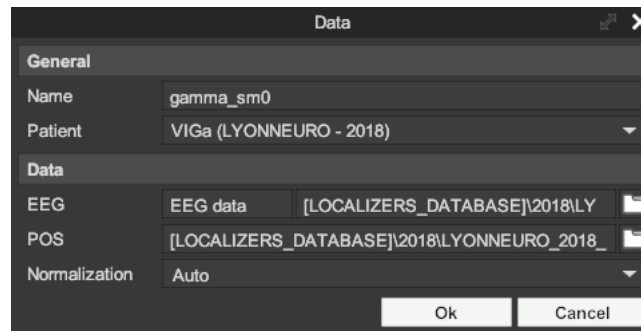 Data
General
Name gamma_sm0
Patient VIGa (LYONNEURO - 2018)
Data
EEG EEG data [LOCALIZERS_DATABASE]\2018\LY
POS [LOCALIZERS_DATABASE]\2018\LYONNEURO_2018_
Normalization Auto
Ok Cancel